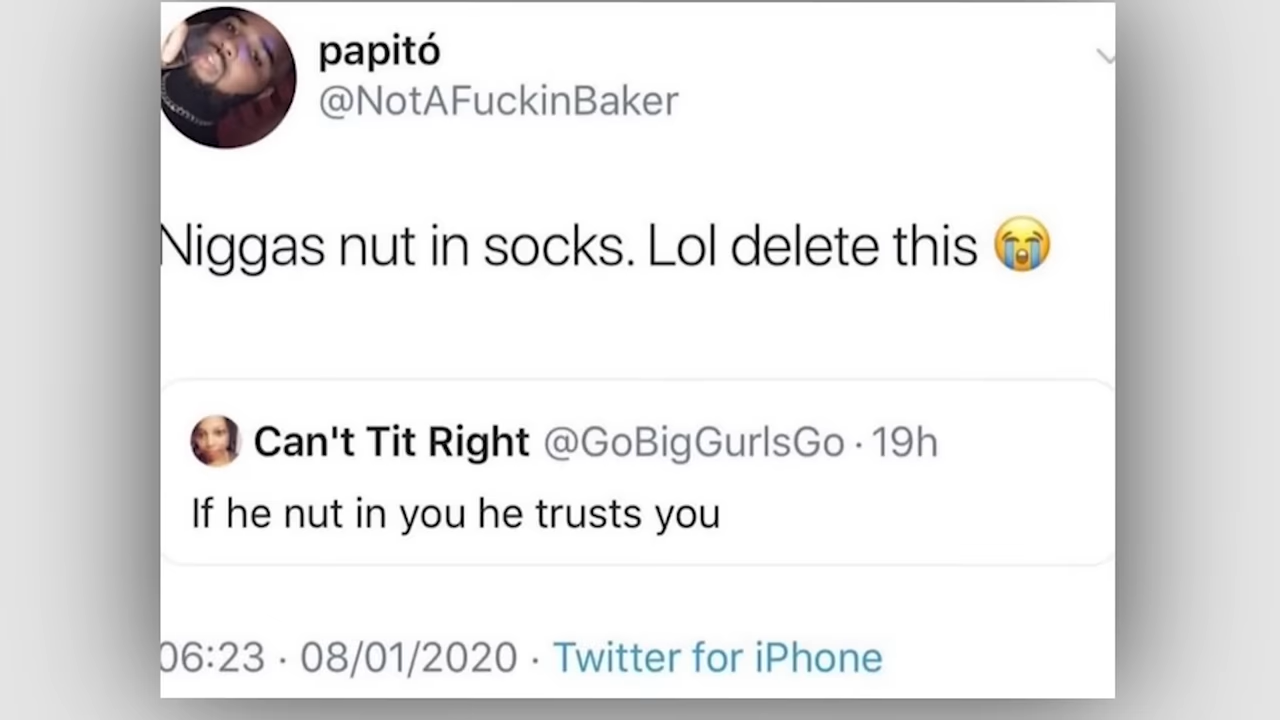 papitó
@NotAFuckinBaker
Niggas nut in socks. Lol delete this 😭
Can't Tit Right @GoBigGurlsGo · 19h
If he nut in you he trusts you
06:23 · 08/01/2020 · Twitter for iPhone